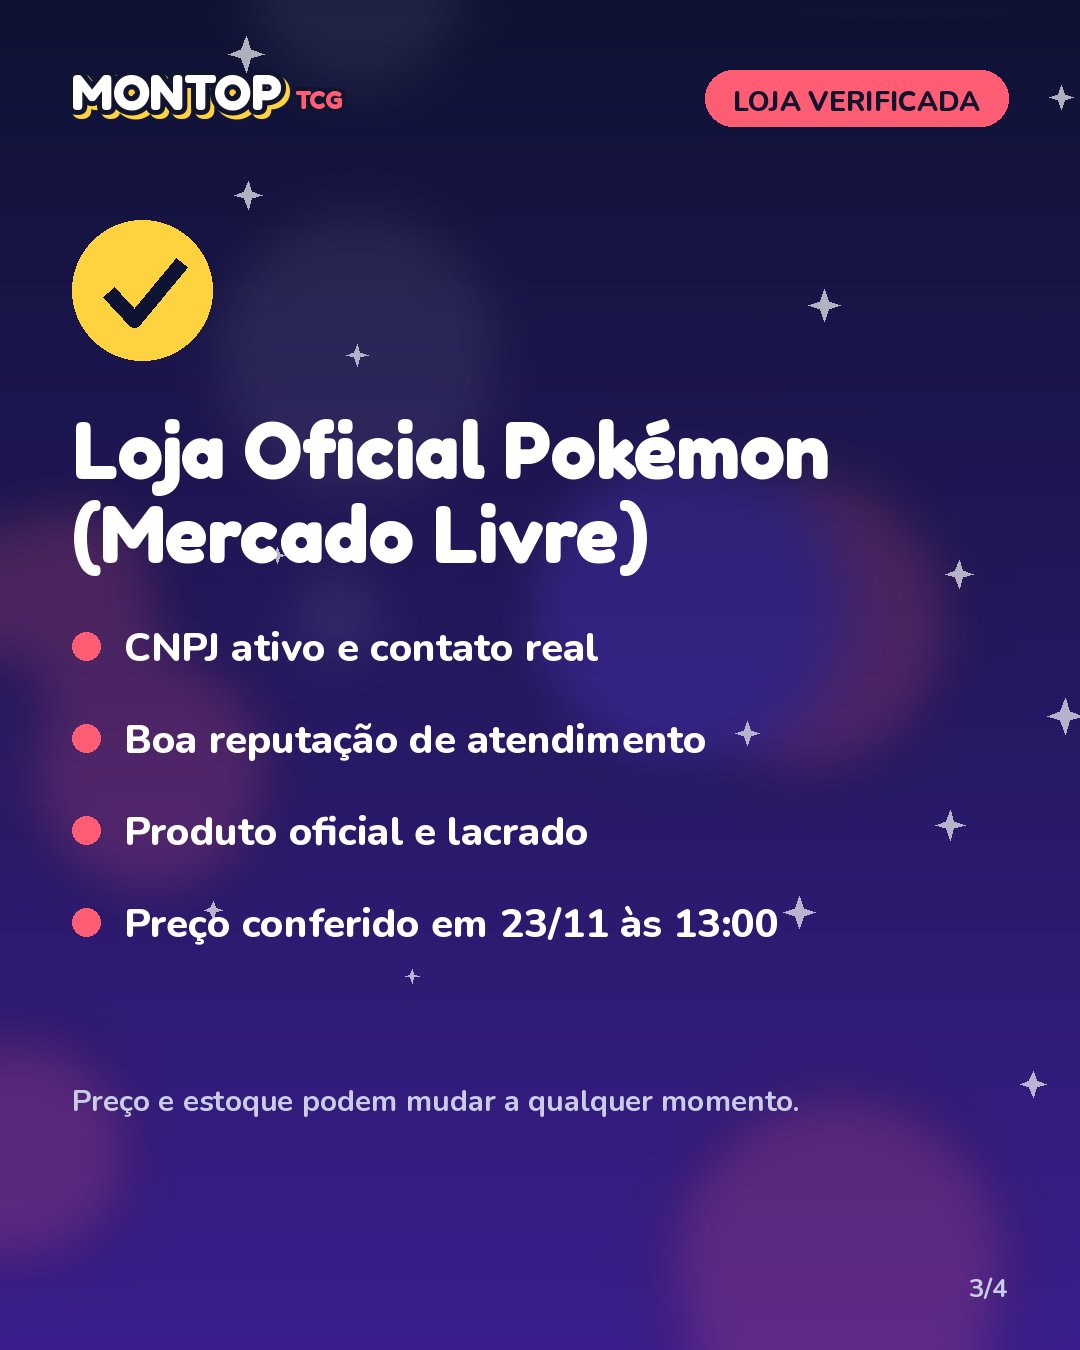 MONTOP TCG
LOJA VERIFICADA
Loja Oficial Pokémon
(Mercado Livre)
CNPJ ativo e contato real
Boa reputação de atendimento
Produto oficial e lacrado
Preço conferido em 23/11 às 13:00
Preço e estoque podem mudar a qualquer momento.
3/4